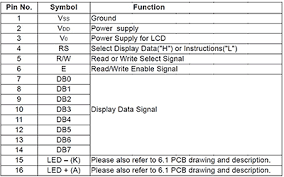 Pin No. Symbol Function
1 Vss Ground
2 VDD Power supply
3 V0 Power Supply for LCD
4 RS Select Display Data("H") or Instructions("L")
5 R/W Read or Write Select Signal
6 E Read/Write Enable Signal
7 DB0
8 DB1
9 DB2
10 DB3
Display Data Signal
11 DB4
12 DB5
13 DB6
14 DB7
15 LED – (K) Please also refer to 6.1 PCB drawing and description.
16 LED + (A) Please also refer to 6.1 PCB drawing and description.